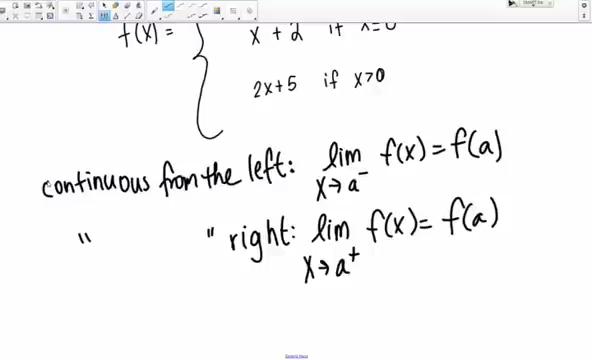 f(x) = { x + 2 if x=0
2x+5 if x>0
continuous from the left: lim x→a⁻ f(x) = f(a)
" " right: lim x→a⁺ f(x) = f(a)